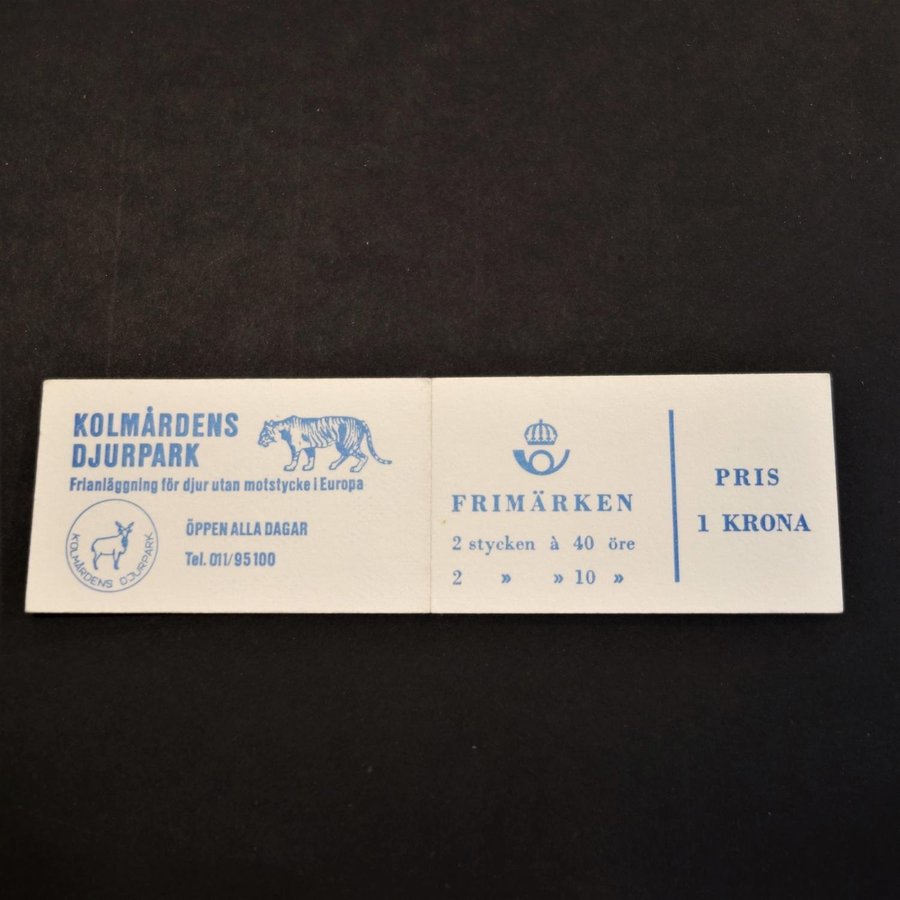 KOLMÅRDENS
DJURPARK
Frianläggning för djur utan motstycke i Europa
KOLMÅRDENS DJURPARK
ÖPPEN ALLA DAGAR
Tel. 011/95100
FRIMÄRKEN
2 stycken à 40 öre
2 » » 10 »
PRIS
1 KRONA